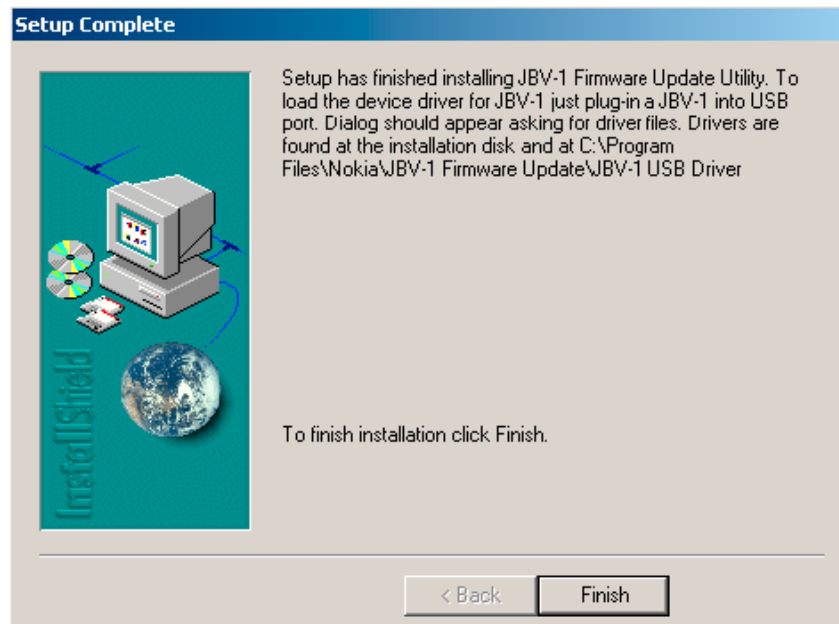 Setup Complete
Setup has finished installing JBV-1 Firmware Update Utility. To
load the device driver for JBV-1 just plug-in a JBV-1 into USB
port. Dialog should appear asking for driver files. Drivers are
found at the installation disk and at C:\Program
Files\Nokia\JBV-1 Firmware Update\JBV-1 USB Driver
InstallShield
To finish installation click Finish.
< Back
Finish